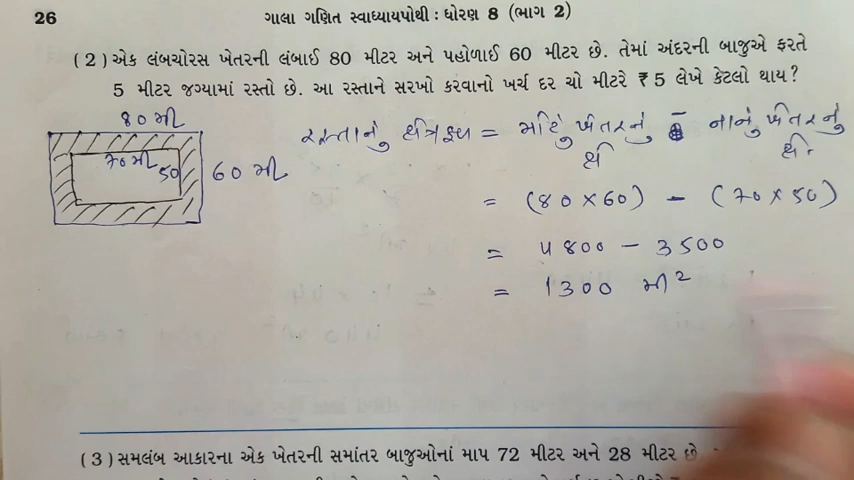 26
ગાલા ગણિત સ્વાધ્યાયપોથી : ધોરણ 8 (ભાગ 2)
(2) એક લંબચોરસ ખેતરની લંબાઈ 80 મીટર અને પહોળાઈ 60 મીટર છે. તેમાં અંદરની બાજુએ ફરતે
5 મીટર જગ્યામાં રસ્તો છે. આ રસ્તાને સરખો કરવાનો ખર્ચ દર ચો મીટરે ₹ 5 લેખે કેટલો થાય?
80 મી
70 મી
50
60 મી
રસ્તાનું ક્ષેત્રફળ = મોટું ખેતરનું - નાનું ખેતરનું
ક્ષે ક્ષે.
= (80 × 60) - (70 × 50)
= 4800 - 3500
= 1300 મી²
(3) સમલંબ આકારના એક ખેતરની સમાંતર બાજુઓનાં માપ 72 મીટર અને 28 મીટર છે